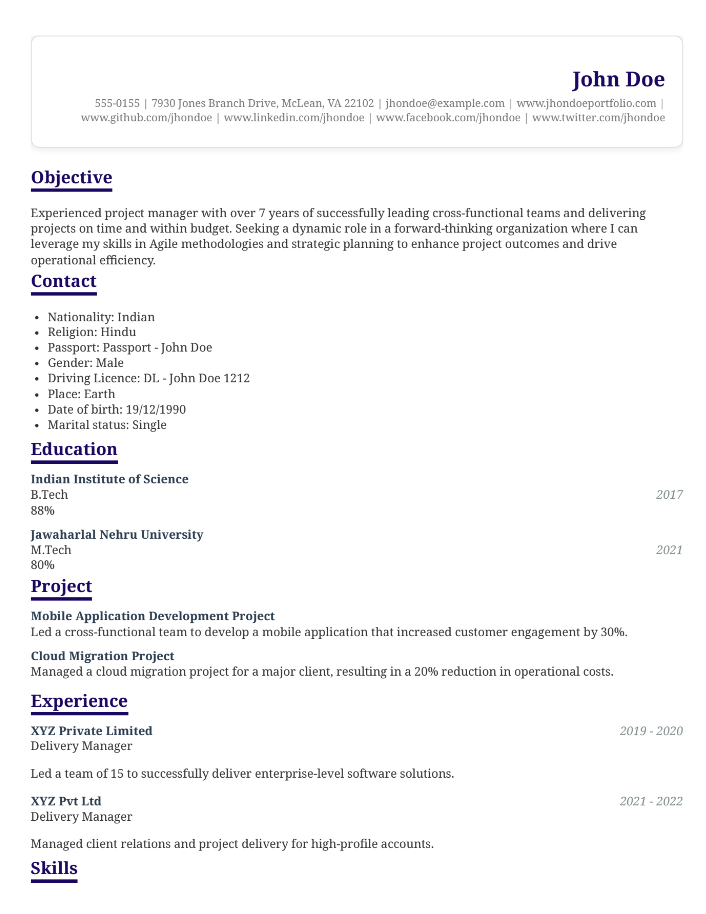 John Doe
555-0155 | 7930 Jones Branch Drive, McLean, VA 22102 | jhondoe@example.com | www.jhondoeportfolio.com |
www.github.com/jhondoe | www.linkedin.com/jhondoe | www.facebook.com/jhondoe | www.twitter.com/jhondoe
Objective
Experienced project manager with over 7 years of successfully leading cross-functional teams and delivering
projects on time and within budget. Seeking a dynamic role in a forward-thinking organization where I can
leverage my skills in Agile methodologies and strategic planning to enhance project outcomes and drive
operational efficiency.
Contact
• Nationality: Indian
• Religion: Hindu
• Passport: Passport - John Doe
• Gender: Male
• Driving Licence: DL - John Doe 1212
• Place: Earth
• Date of birth: 19/12/1990
• Marital status: Single
Education
Indian Institute of Science
B.Tech 2017
88%
Jawaharlal Nehru University
M.Tech 2021
80%
Project
Mobile Application Development Project
Led a cross-functional team to develop a mobile application that increased customer engagement by 30%.
Cloud Migration Project
Managed a cloud migration project for a major client, resulting in a 20% reduction in operational costs.
Experience
XYZ Private Limited 2019 - 2020
Delivery Manager
Led a team of 15 to successfully deliver enterprise-level software solutions.
XYZ Pvt Ltd 2021 - 2022
Delivery Manager
Managed client relations and project delivery for high-profile accounts.
Skills